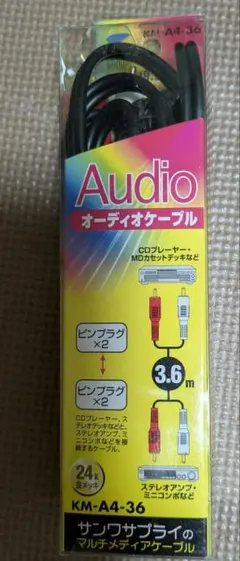 KM-A4-36
Audio
オーディオケーブル
CDプレーヤー・
MDカセットデッキなど
ピンプラグ
×2
3.6m
ピンプラグ
×2
CDプレーヤー、ス
テレオデッキなどと、
ステレオアンプ、ミ
ニコンポなどを接
続するケーブル。
24K
金メッキ
ステレオアンプ・
ミニコンポなど
KM-A4-36
サンワサプライの
マルチメディアケーブル